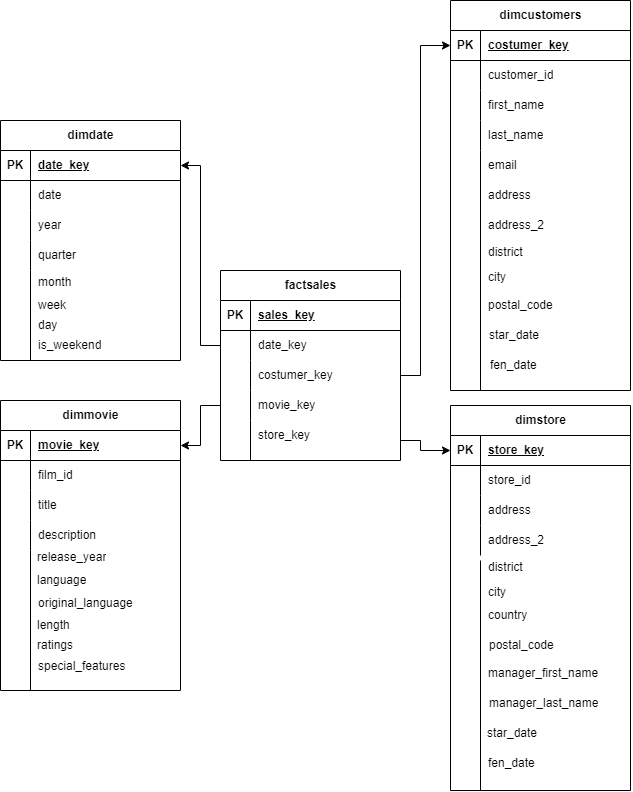 dimcustomers
PK costumer_key
customer_id
first_name
last_name
email
address
address_2
district
city
postal_code
star_date
fen_date
dimdate
PK date_key
date
year
quarter
month
week
day
is_weekend
factsales
PK sales_key
date_key
costumer_key
movie_key
store_key
dimmovie
PK movie_key
film_id
title
description
release_year
language
original_language
length
ratings
special_features
dimstore
PK store_key
store_id
address
address_2
district
city
country
postal_code
manager_first_name
manager_last_name
star_date
fen_date